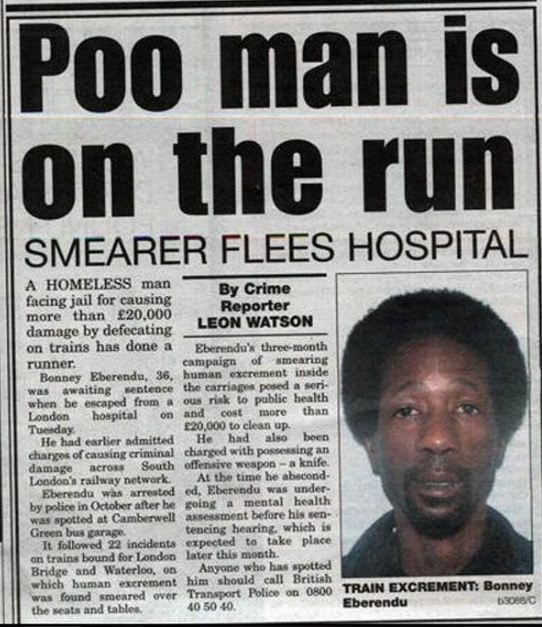 Poo man is
on the run
SMEARER FLEES HOSPITAL
A HOMELESS man
facing jail for causing
more than £20,000
damage by defecating
on trains has done a
runner.
Bonney Eberendu, 36,
was awaiting sentence
when he escaped from a
London hospital on
Tuesday.
He had earlier admitted
charges of causing criminal
damage across South
London's railway network.
Eberendu was arrested
by police in October after he
was spotted at Camberwell
Green bus garage.
It followed 22 incidents
on trains bound for London
Bridge and Waterloo, on
which human excrement
was found smeared over
the seats and tables.
By Crime
Reporter
LEON WATSON
Eberendu's three-month
campaign of smearing
human excrement inside
the carriages posed a seri-
ous risk to public health
and cost more than
£20,000 to clean up.
He had also been
charged with possessing an
offensive weapon – a knife.
At the time he abscond-
ed, Eberendu was under-
going a mental health
assessment before his sen-
tencing hearing, which is
expected to take place
later this month.
Anyone who has spotted
him should call British
Transport Police on 0800
40 50 40.
TRAIN EXCREMENT: Bonney
Eberendu
b3088/C